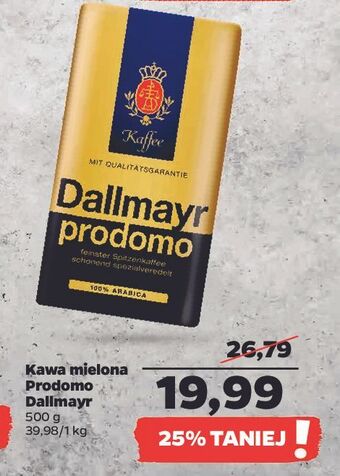 Kaffee
MIT QUALITÄTSGARANTIE
Dallmayr
prodomo
feinster Spitzenkaffee
schonend spezialveredelt
100% ARABICA
Kawa mielona
Prodomo
Dallmayr
500 g
39,98/1 kg
26,79
19,99
25% TANIEJ!